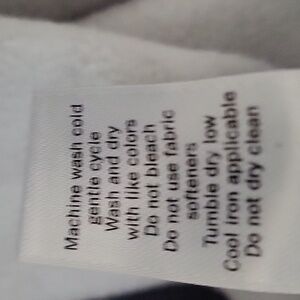 Machine wash cold
gentle cycle
Wash and dry
with like colors
Do not bleach
Do not use fabric
softeners
Tumble dry low
Cool iron applicable
Do not dry clean